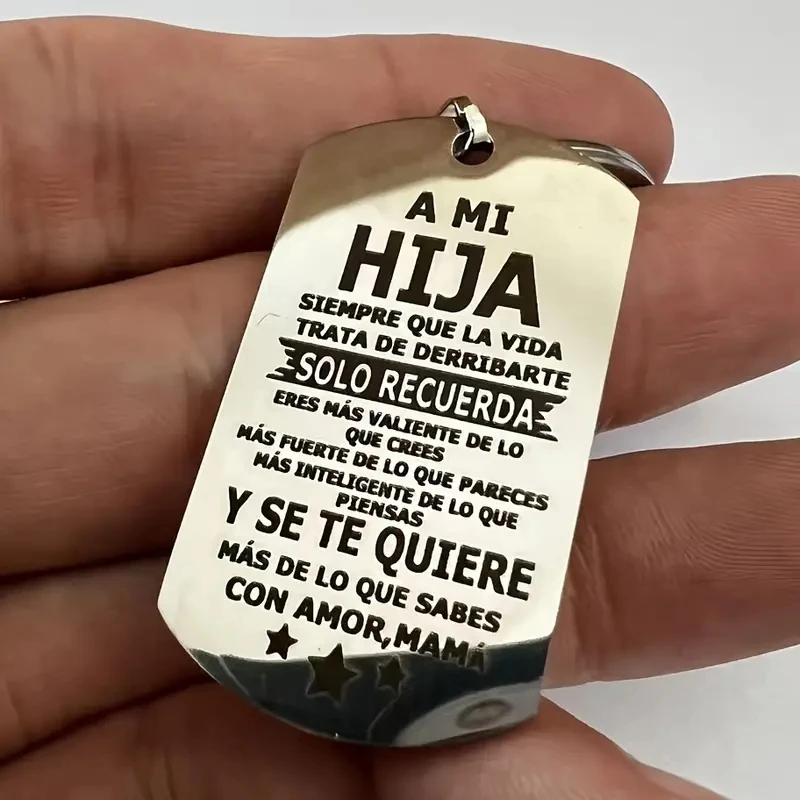 A MI
HIJA
SIEMPRE QUE LA VIDA
TRATA DE DERRIBARTE
SOLO RECUERDA
ERES MÁS VALIENTE DE LO
QUE CREES
MÁS FUERTE DE LO QUE PARECES
MÁS INTELIGENTE DE LO QUE
PIENSAS
Y SE TE QUIERE
MÁS DE LO QUE SABES
CON AMOR,MAMÁ